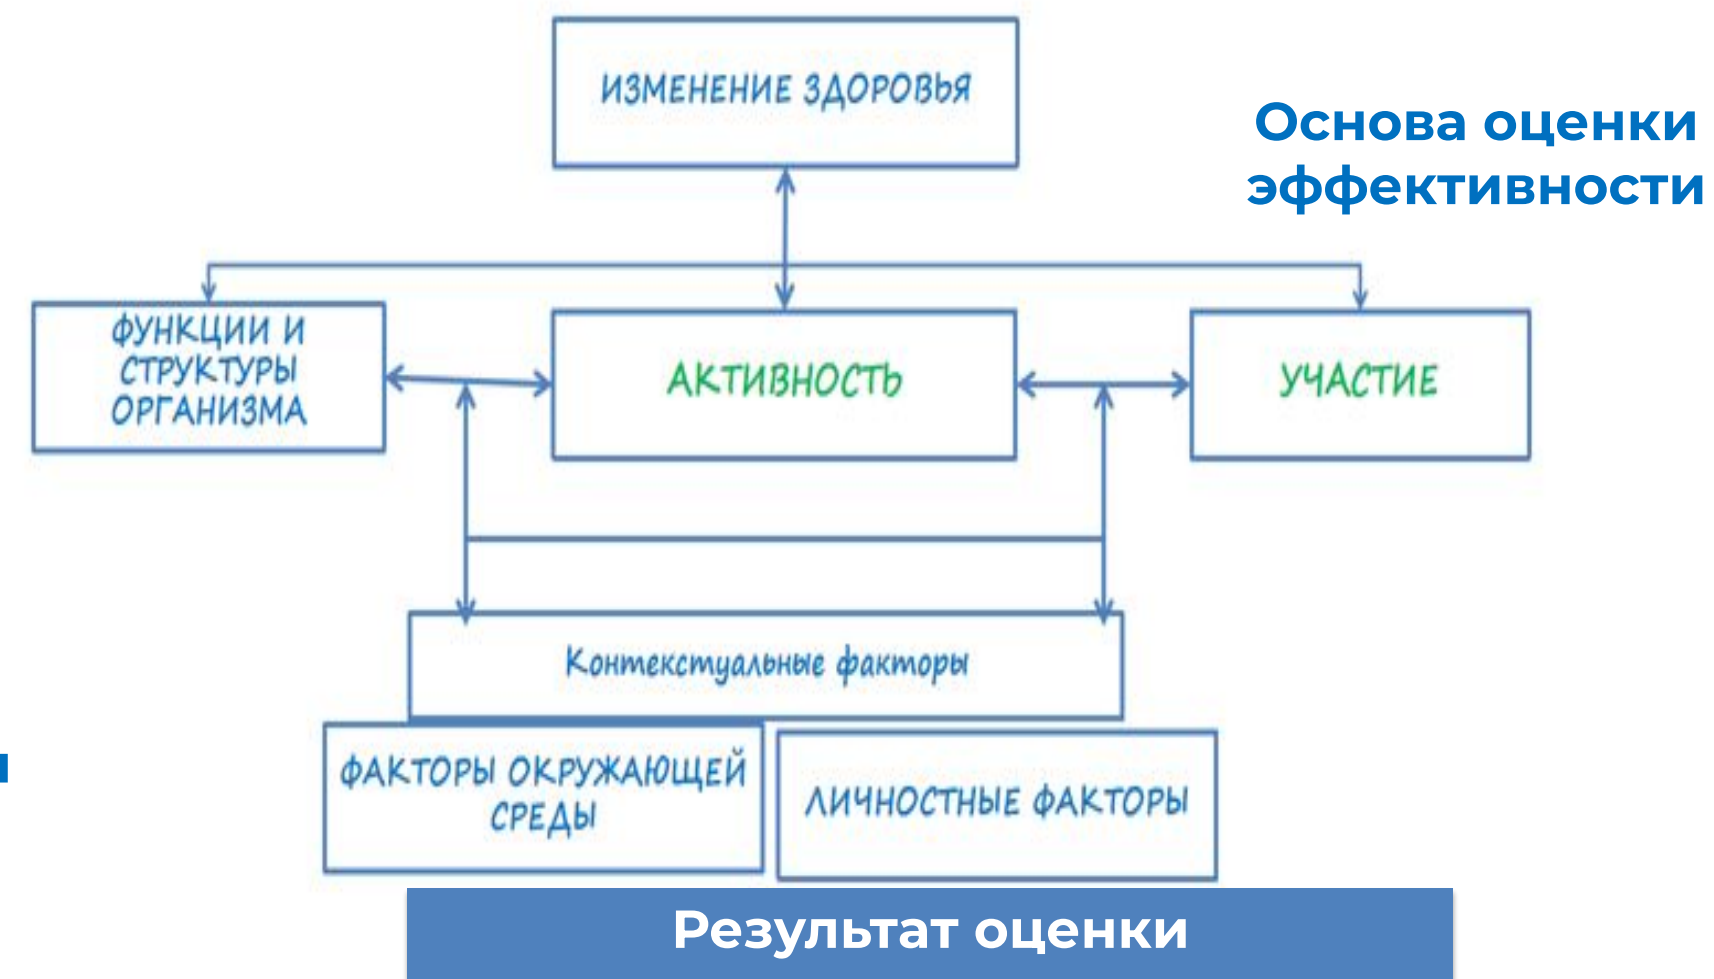 ИЗМЕНЕНИЕ ЗДОРОВЬЯ
Основа оценки
эффективности
ФУНКЦИИ И
СТРУКТУРЫ
ОРГАНИЗМА
АКТИВНОСТЬ
УЧАСТИЕ
Контекстуальные факторы
ФАКТОРЫ ОКРУЖАЮЩЕЙ
СРЕДЫ
ЛИЧНОСТНЫЕ ФАКТОРЫ
Результат оценки